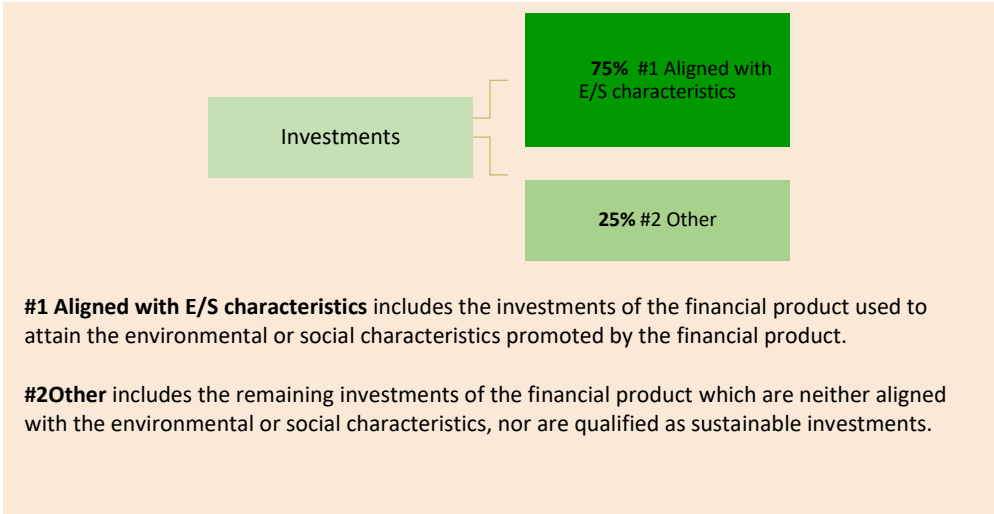 75% #1 Aligned with
E/S characteristics
Investments
25% #2 Other
#1 Aligned with E/S characteristics includes the investments of the financial product used to
attain the environmental or social characteristics promoted by the financial product.
#2Other includes the remaining investments of the financial product which are neither aligned
with the environmental or social characteristics, nor are qualified as sustainable investments.